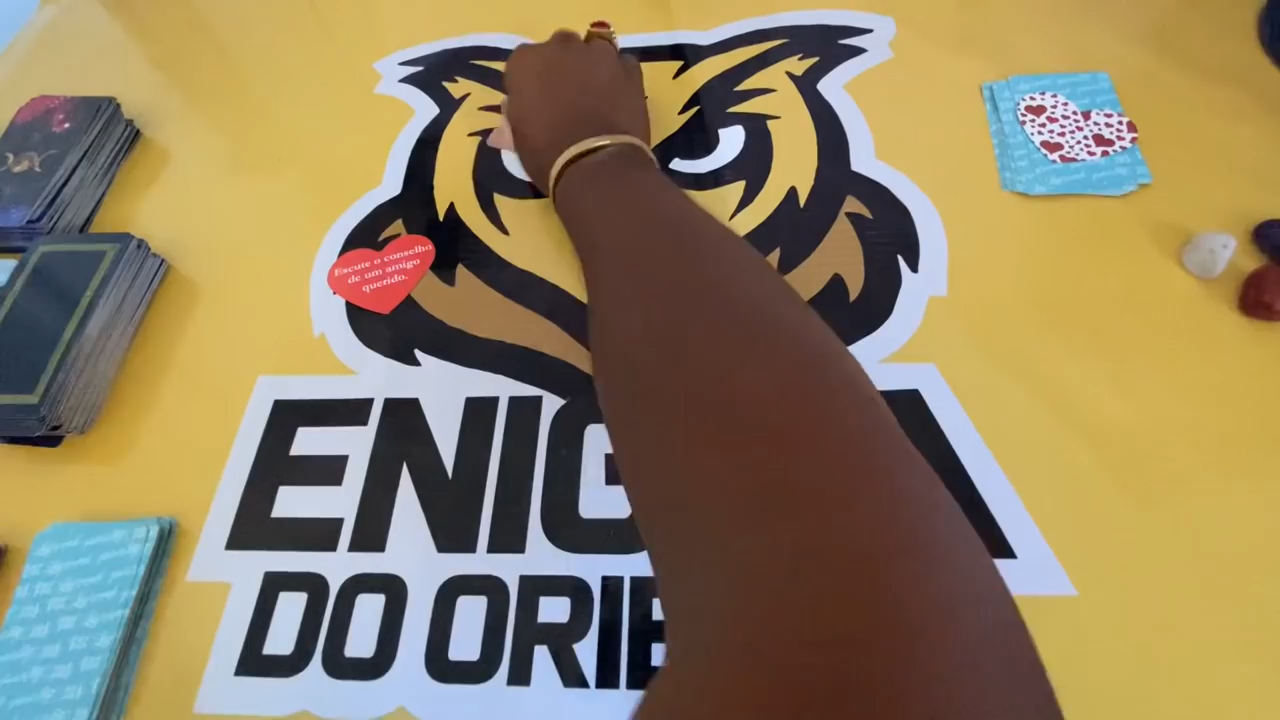 Escute o conselho
de um amigo
querido.
ENIG A
DO ORIE